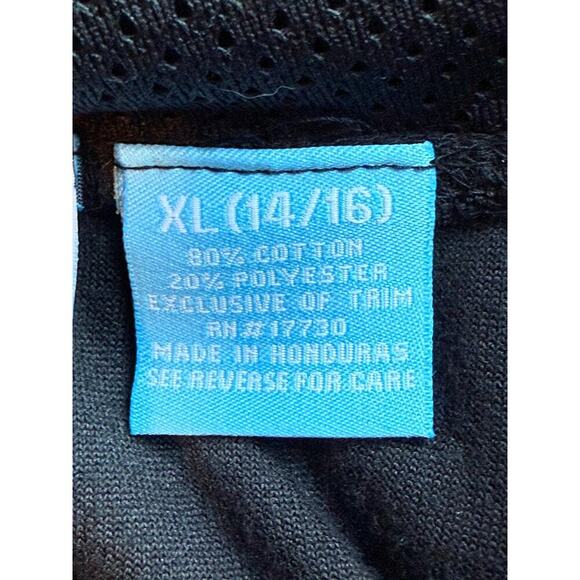 XL (14/16)
80% COTTON
20% POLYESTER
EXCLUSIVE OF TRIM
RN#17730
MADE IN HONDURAS
SEE REVERSE FOR CARE